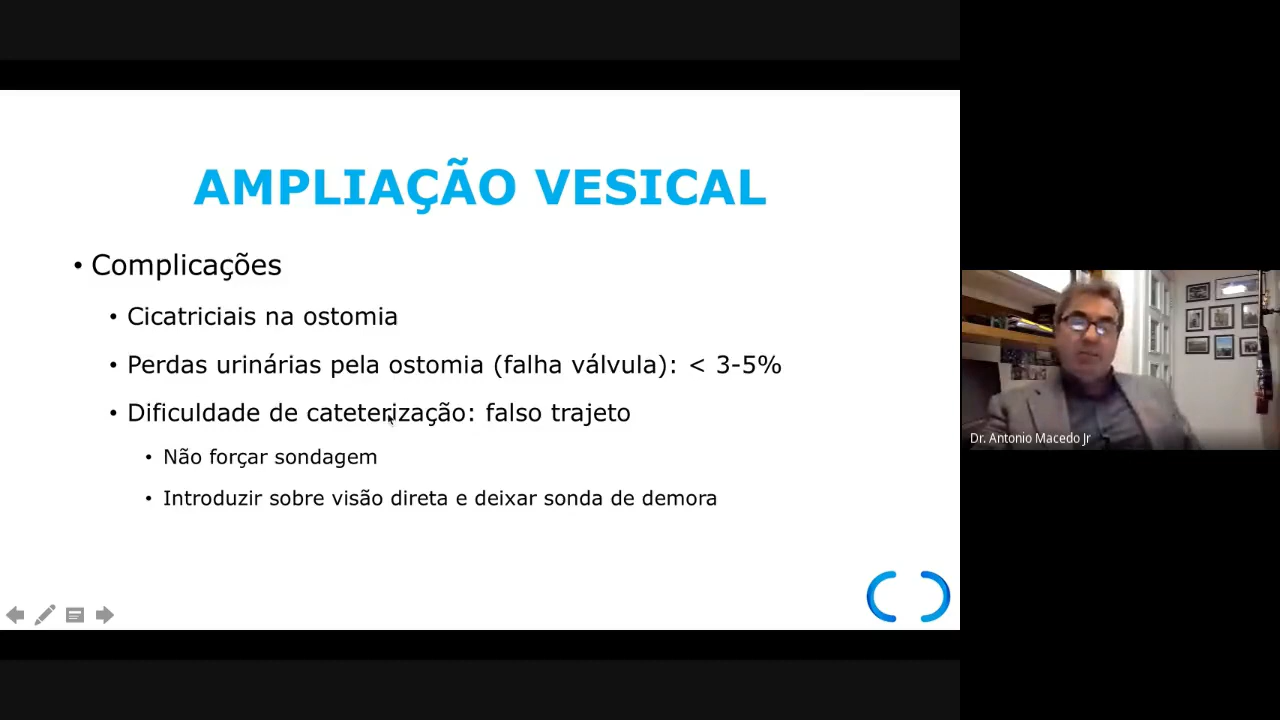 AMPLIAÇÃO VESICAL
• Complicações
• Cicatriciais na ostomia
• Perdas urinárias pela ostomia (falha válvula): < 3-5%
• Dificuldade de cateterização: falso trajeto
• Não forçar sondagem
• Introduzir sobre visão direta e deixar sonda de demora
Dr. Antonio Macedo Jr